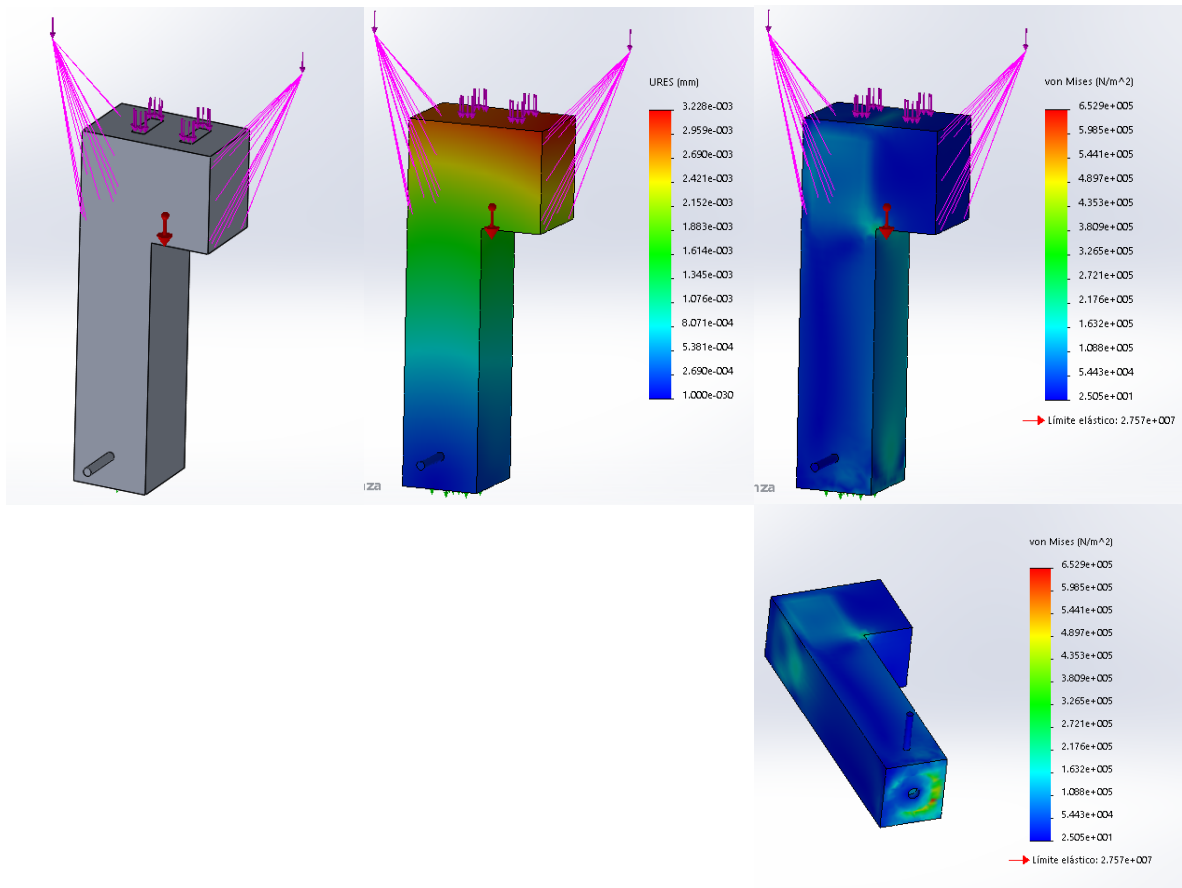 URES (mm)
3.228e-003
2.959e-003
2.690e-003
2.421e-003
2.152e-003
1.883e-003
1.614e-003
1.345e-003
1.076e-003
8.071e-004
5.381e-004
2.690e-004
1.000e-030
nza
von Mises (N/m^2)
6.529e+005
5.985e+005
5.441e+005
4.897e+005
4.353e+005
3.809e+005
3.265e+005
2.721e+005
2.176e+005
1.632e+005
1.088e+005
5.443e+004
2.505e+001
Límite elástico: 2.757e+007
nza
von Mises (N/m^2)
6.529e+005
5.985e+005
5.441e+005
4.897e+005
4.353e+005
3.809e+005
3.265e+005
2.721e+005
2.176e+005
1.632e+005
1.088e+005
5.443e+004
2.505e+001
Límite elástico: 2.757e+007